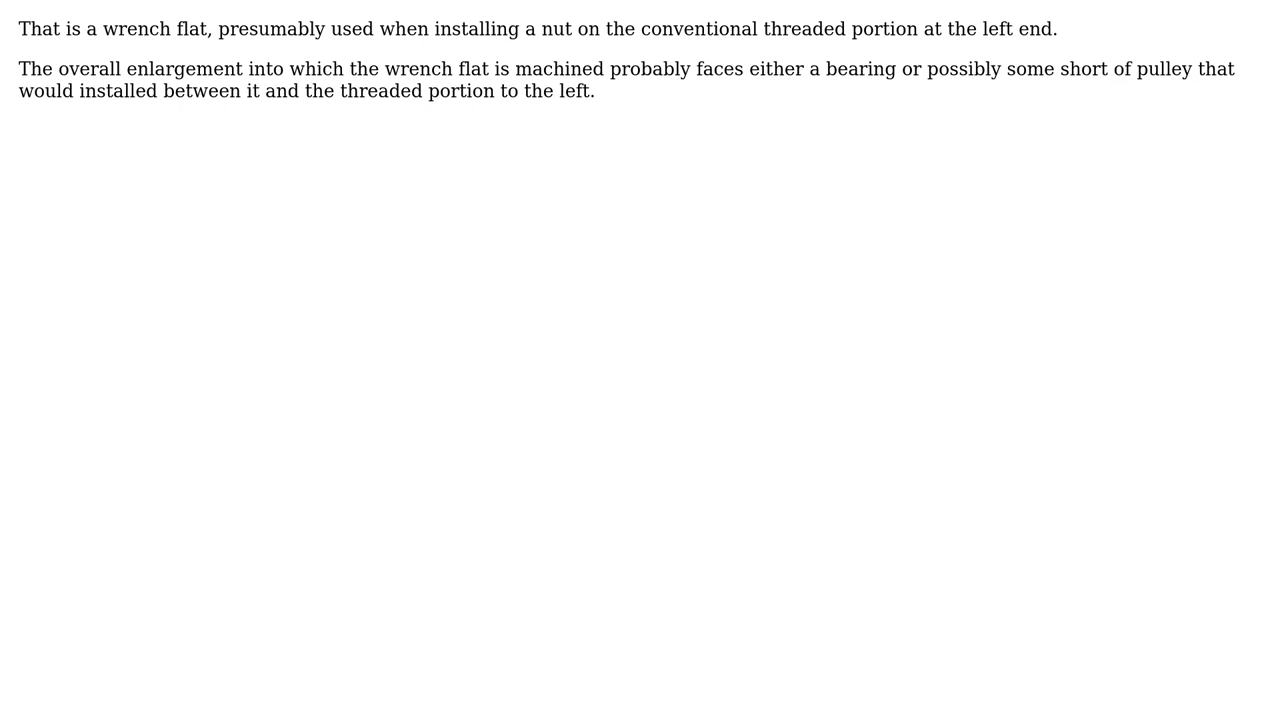 That is a wrench flat, presumably used when installing a nut on the conventional threaded portion at the left end.
The overall enlargement into which the wrench flat is machined probably faces either a bearing or possibly some short of pulley that
would installed between it and the threaded portion to the left.